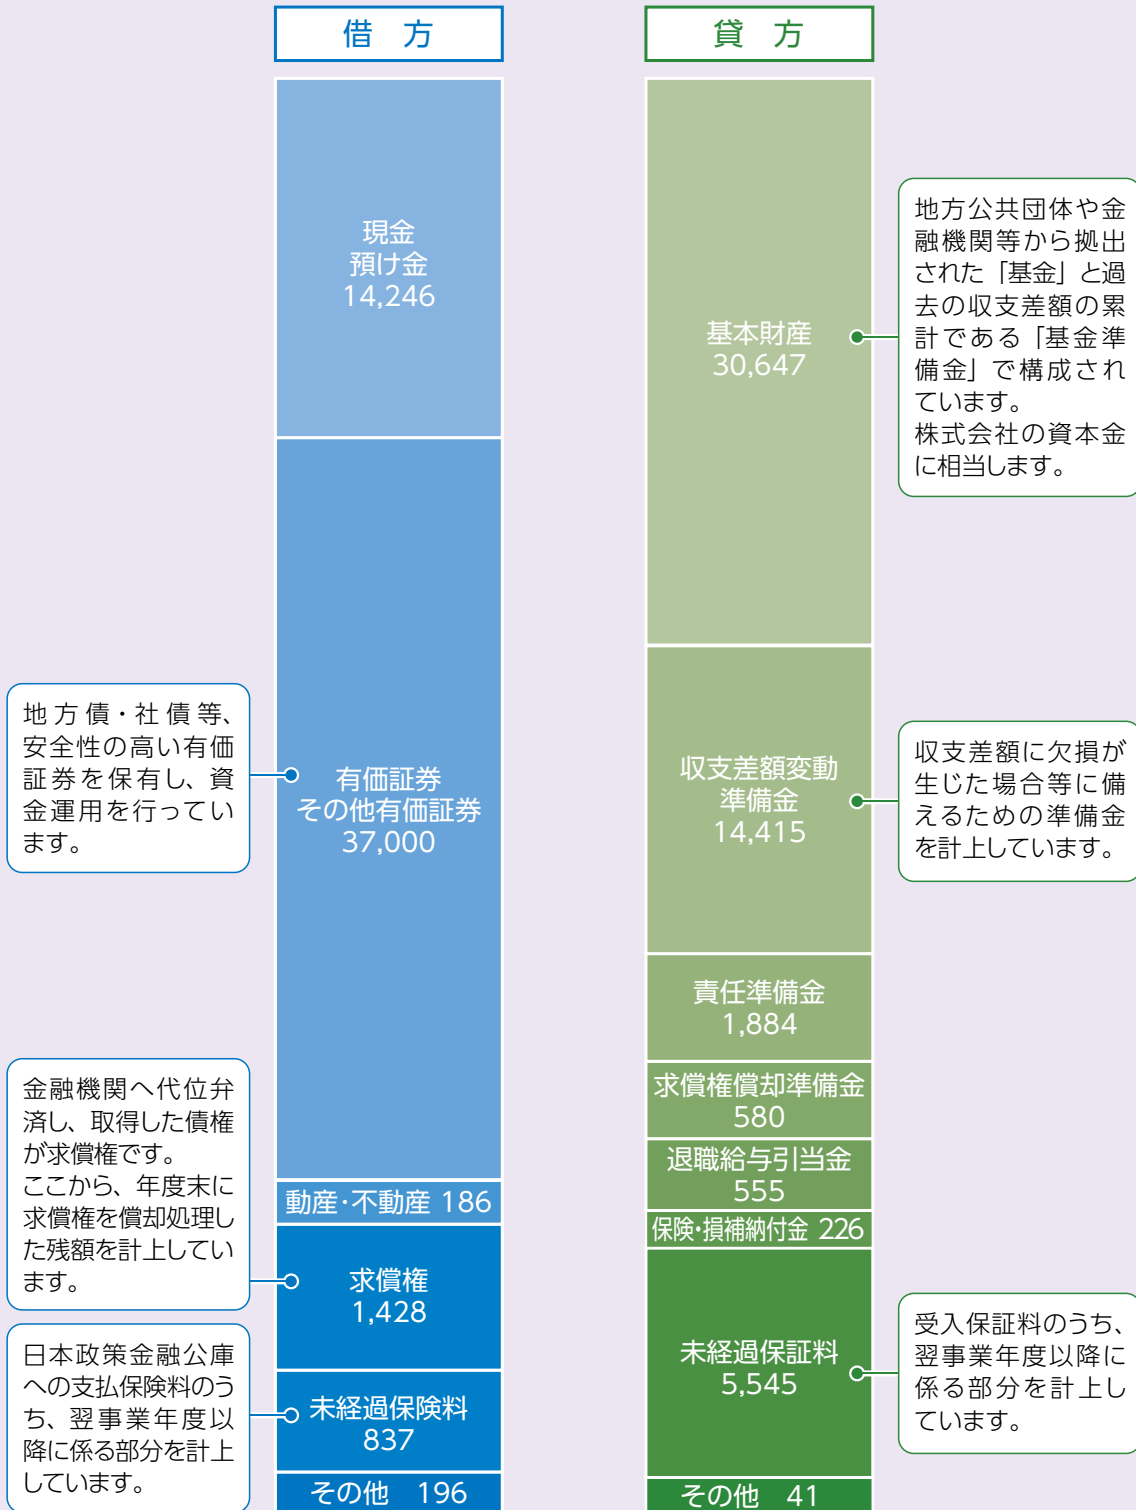 借 方
現金
預け金
14,246
有価証券
その他有価証券
37,000
動産・不動産 186
求償権
1,428
未経過保険料
837
その他 196
地方債・社債等、
安全性の高い有価
証券を保有し、資
金運用を行ってい
ます。
金融機関へ代位弁
済し、取得した債権
が求償権です。
ここから、年度末に
求償権を償却処理し
た残額を計上してい
ます。
日本政策金融公庫
への支払保険料のう
ち、翌事業年度以
降に係る部分を計上
しています。
貸 方
基本財産
30,647
収支差額変動
準備金
14,415
責任準備金
1,884
求償権償却準備金
580
退職給与引当金
555
保険・損補納付金 226
未経過保証料
5,545
その他 41
地方公共団体や金
融機関等から拠出
された「基金」と過
去の収支差額の累
計である「基金準
備金」で構成され
ています。
株式会社の資本金
に相当します。
収支差額に欠損が
生じた場合等に備
えるための準備金
を計上しています。
受入保証料のうち、
翌事業年度以降に
係る部分を計上し
ています。